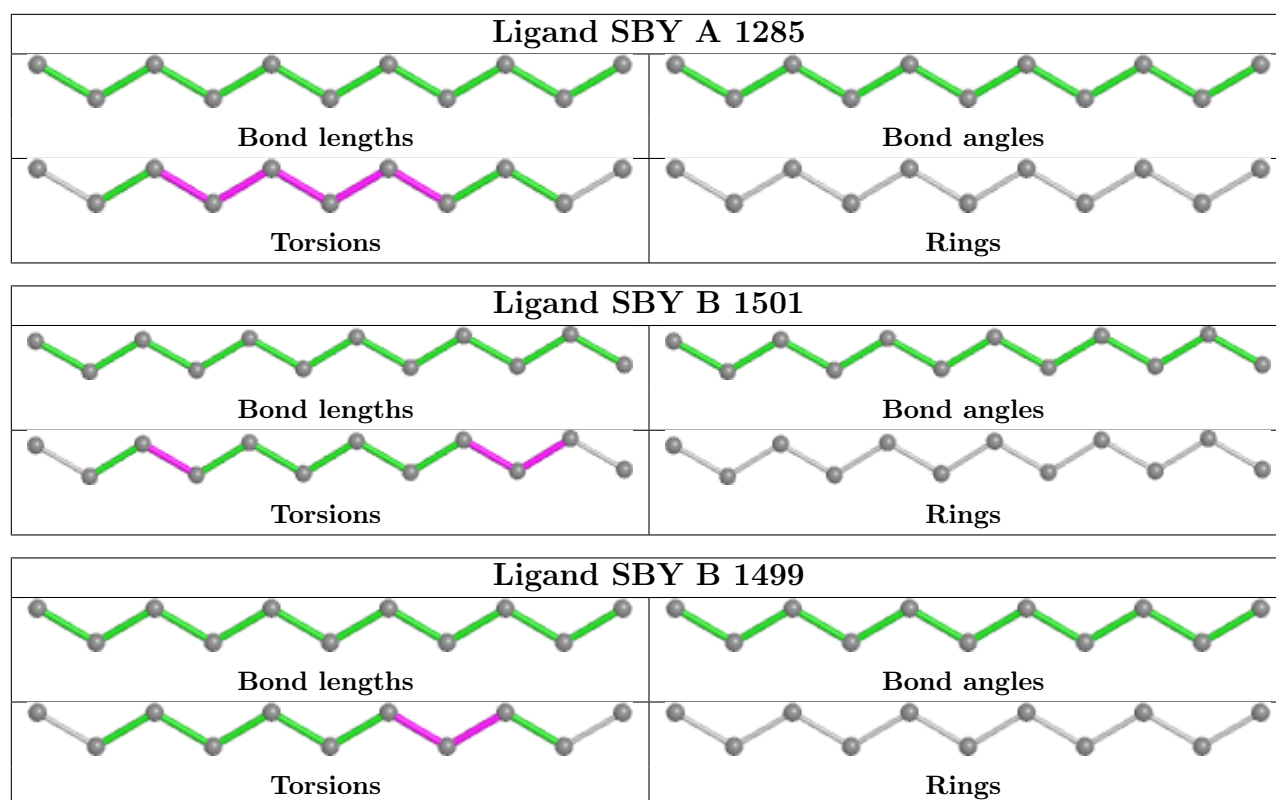 Ligand SBY A 1285
Bond lengths
Bond angles
Torsions
Rings
Ligand SBY B 1501
Bond lengths
Bond angles
Torsions
Rings
Ligand SBY B 1499
Bond lengths
Bond angles
Torsions
Rings